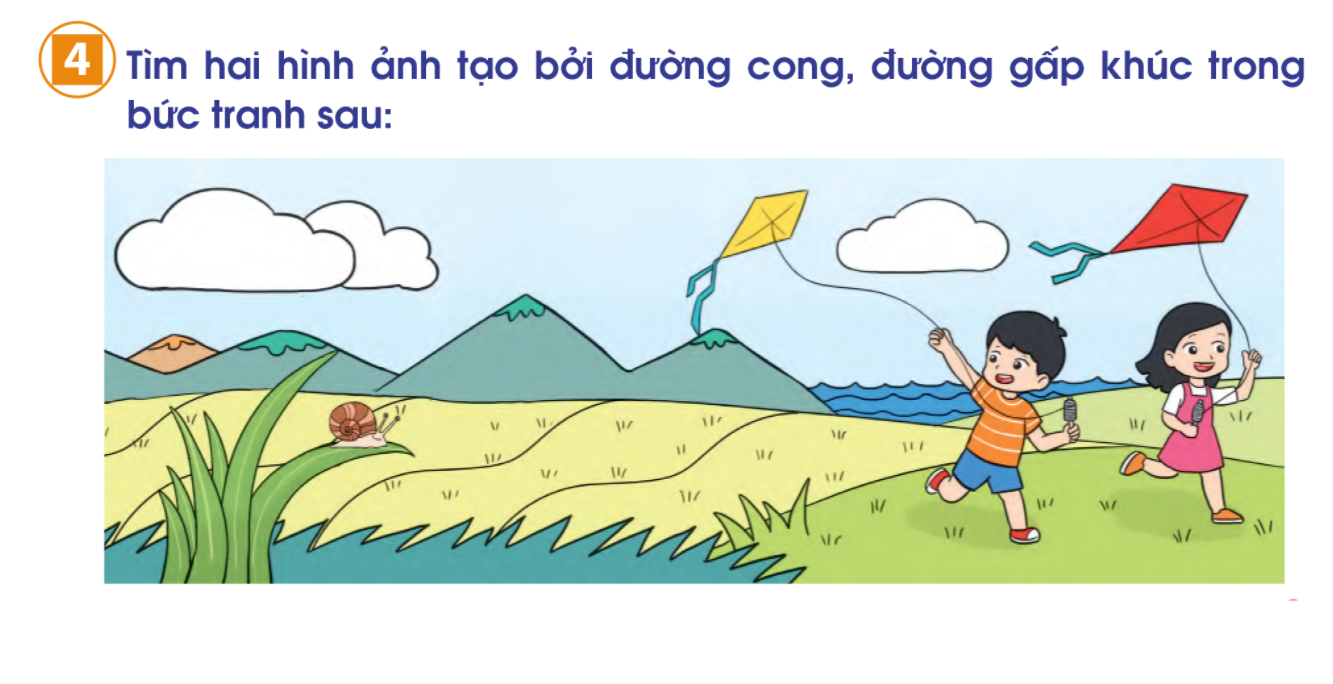 4 Tìm hai hình ảnh tạo bởi đường cong, đường gấp khúc trong
bức tranh sau: